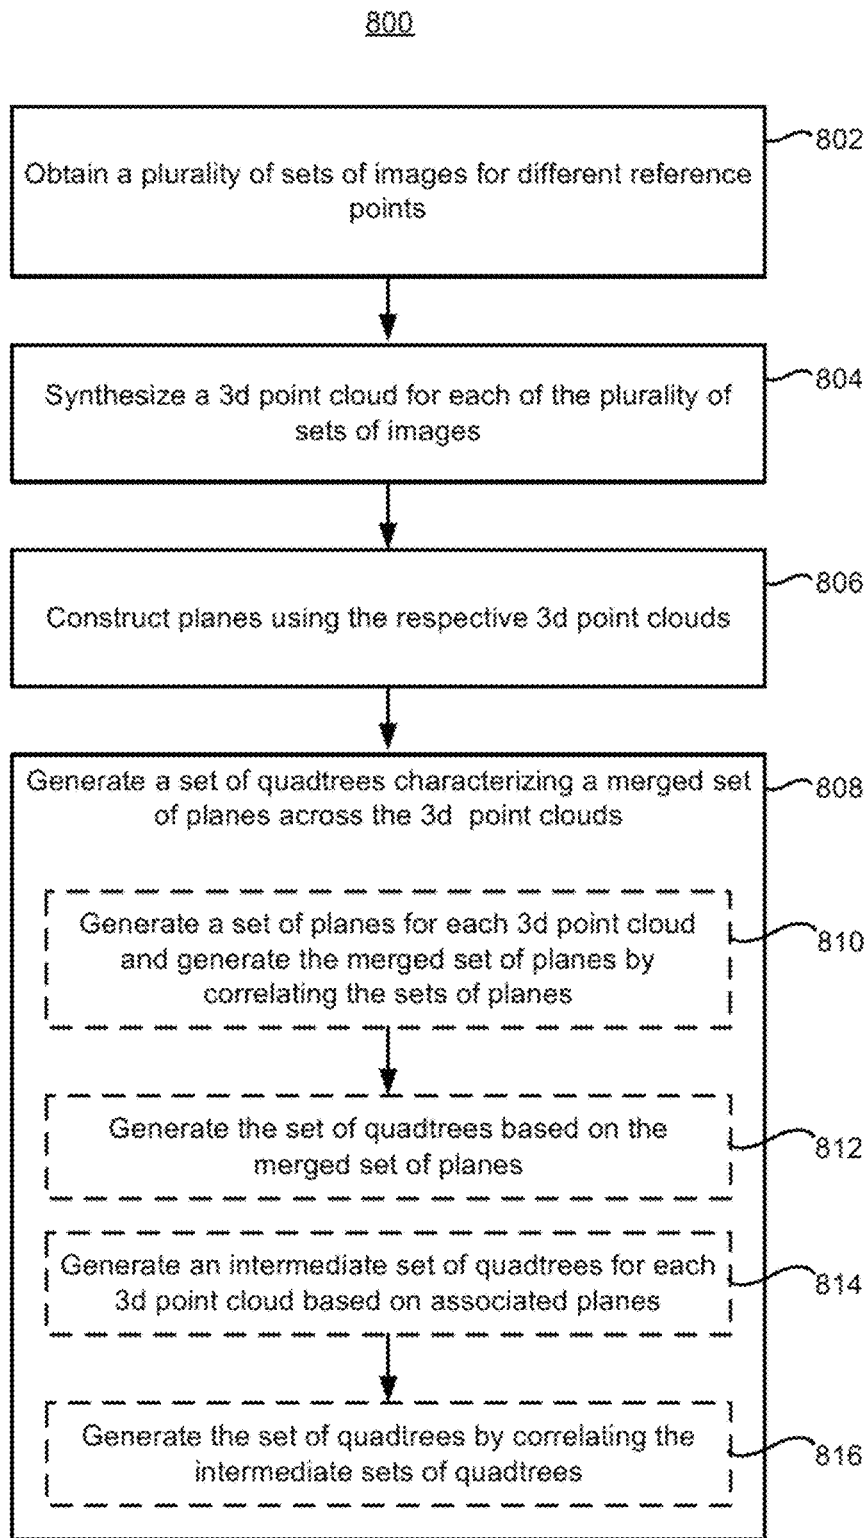 800
802
Obtain a plurality of sets of images for different reference
points
804
Synthesize a 3d point cloud for each of the plurality of
sets of images
806
Construct planes using the respective 3d point clouds
Generate a set of quadtrees characterizing a merged set
of planes across the 3d point clouds
808
Generate a set of planes for each 3d point cloud
and generate the merged set of planes by
correlating the sets of planes
810
Generate the set of quadtrees based on the
merged set of planes
812
Generate an intermediate set of quadtrees for each
3d point cloud based on associated planes
814
Generate the set of quadtrees by correlating the
intermediate sets of quadtrees
816